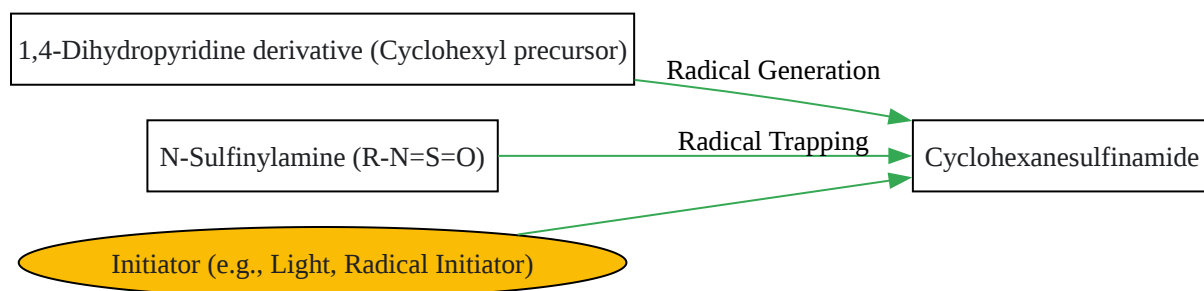 1,4-Dihydropyridine derivative (Cyclohexyl precursor)
Radical Generation
N-Sulfinylamine (R-N=S=O)
Radical Trapping
Cyclohexanesulfinamide
Initiator (e.g., Light, Radical Initiator)